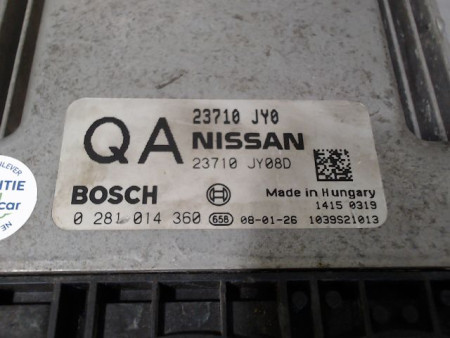 QA
23710 JY0
NISSAN
23710 JY08D
BOSCH
Made in Hungary
1415 0319
0 281 014 360 656 08-01-26 1039S21013